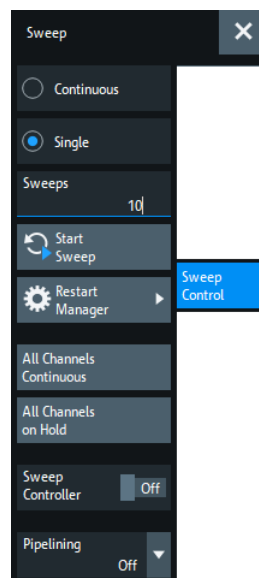 Sweep
Continuous
Single
Sweeps
10
Start
Sweep
Restart
Manager
Sweep
Control
All Channels
Continuous
All Channels
on Hold
Sweep
Controller
Off
Pipelining
Off